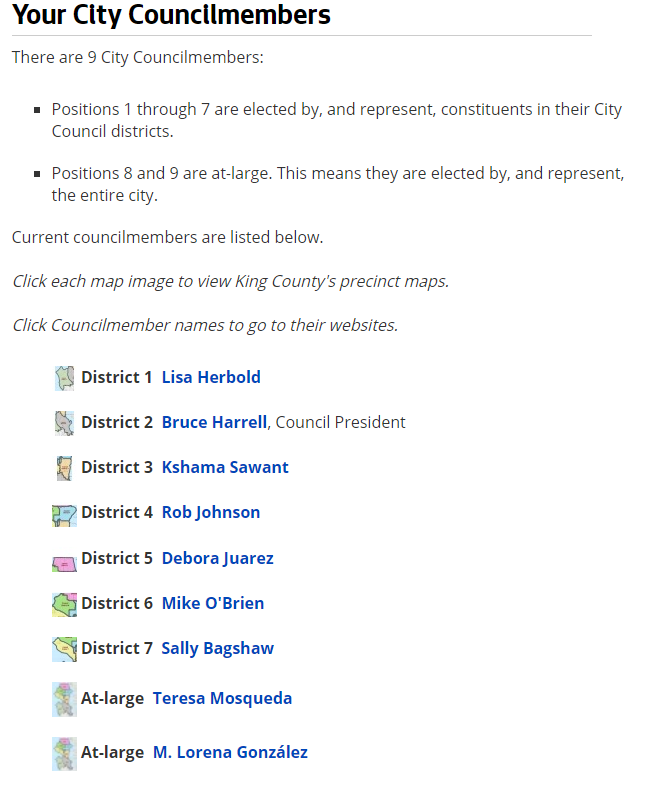 Your City Councilmembers
There are 9 City Councilmembers:
Positions 1 through 7 are elected by, and represent, constituents in their City
Council districts.
Positions 8 and 9 are at-large. This means they are elected by, and represent,
the entire city.
Current councilmembers are listed below.
Click each map image to view King County's precinct maps.
Click Councilmember names to go to their websites.
District 1 Lisa Herbold
District 2 Bruce Harrell, Council President
District 3 Kshama Sawant
District 4 Rob Johnson
District 5 Debora Juarez
District 6 Mike O'Brien
District 7 Sally Bagshaw
At-large Teresa Mosqueda
At-large M. Lorena González